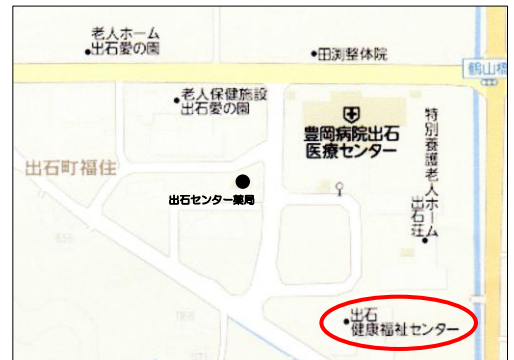 老人ホーム
出石愛の園
田渕整体院
鶴山橋
老人保健施設
出石愛の園
豊岡病院出石
医療センター
特別養護老人ホーム
出石荘
出石町福住
出石センター薬局
出石
健康福祉センター